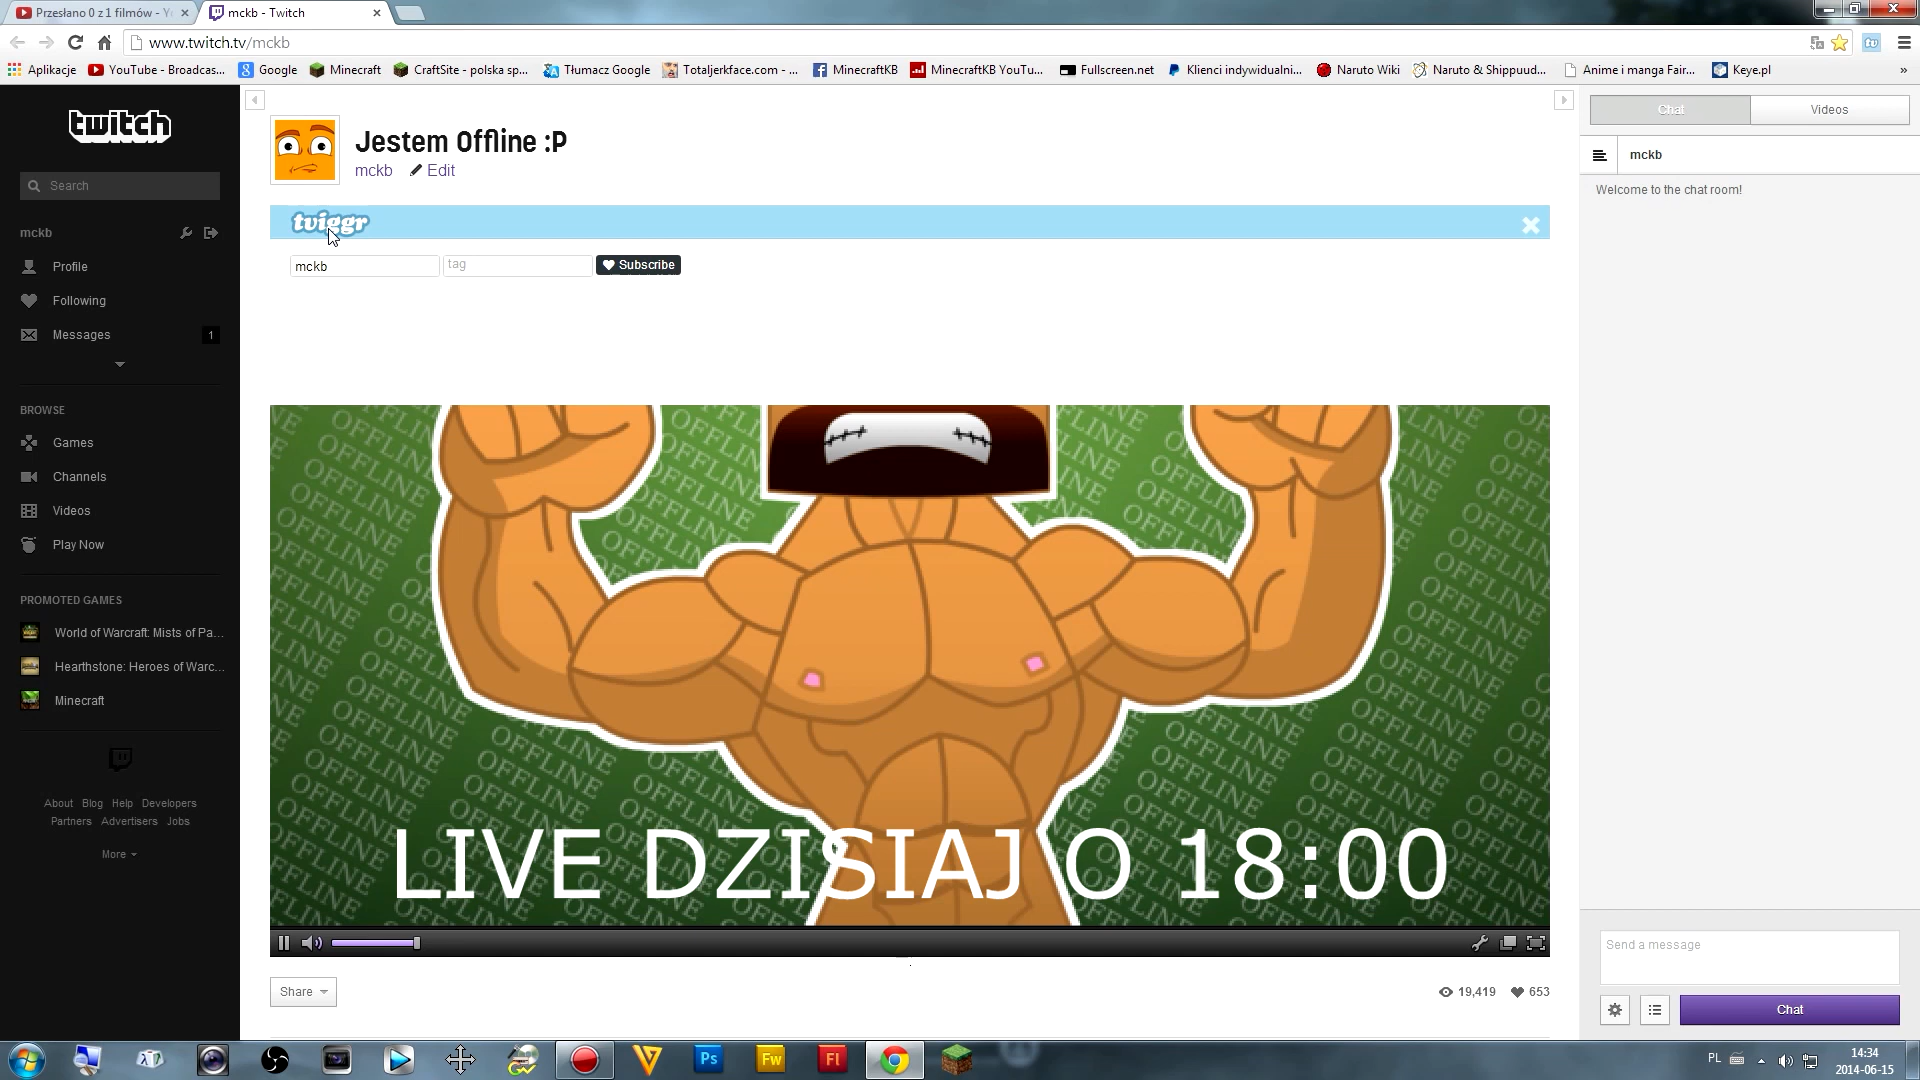 Przesłano 0 z 1 filmów - Y
mckb - Twitch
www.twitch.tv/mckb
Aplikacje
YouTube - Broadcas...
Google
Minecraft
CraftSite - polska sp...
Tłumacz Google
Totaljerkface.com - ...
MinecraftKB
MinecraftKB YouTu...
Fullscreen.net
Klienci indywidualni...
Naruto Wiki
Naruto & Shippuud...
Anime i manga Fair...
Keye.pl
twitch
Search
mckb
Profile
Following
Messages 1
BROWSE
Games
Channels
Videos
Play Now
PROMOTED GAMES
World of Warcraft: Mists of Pa...
Hearthstone: Heroes of Warc...
Minecraft
About Blog Help Developers
Partners Advertisers Jobs
More
Jestem Offline :P
mckb Edit
tviggr
mckb tag Subscribe
OFFLINE
LIVE DZISIAJ O 18:00
Share
19,419 653
Chat Videos
mckb
Welcome to the chat room!
Send a message
Chat
Ps
Fw
Fl
PL
14:34
2014-06-15